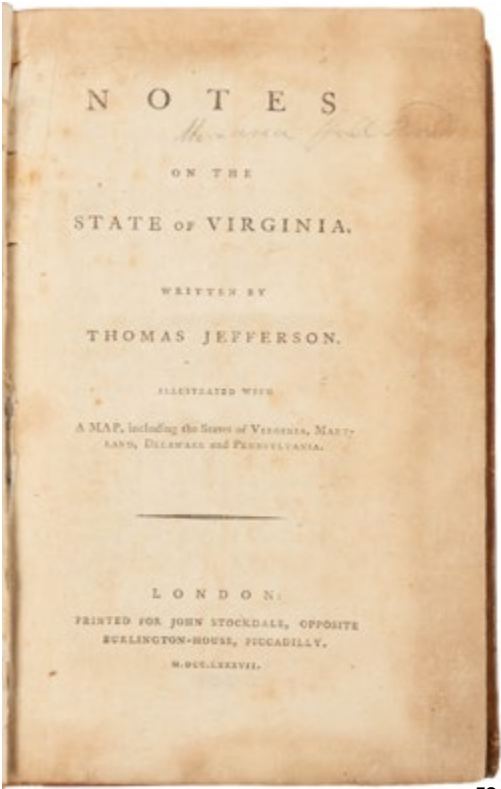 NOTES
ON THE
STATE OF VIRGINIA.
WRITTEN BY
THOMAS JEFFERSON.
ILLUSTRATED WITH
A MAP, including the States of VIRGINIA, MARY-
LAND, DELAWARE and PENNSYLVANIA.
LONDON:
PRINTED FOR JOHN STOCKDALE, OPPOSITE
BURLINGTON-HOUSE, PICCADILLY.
M.DCC.LXXXVII.